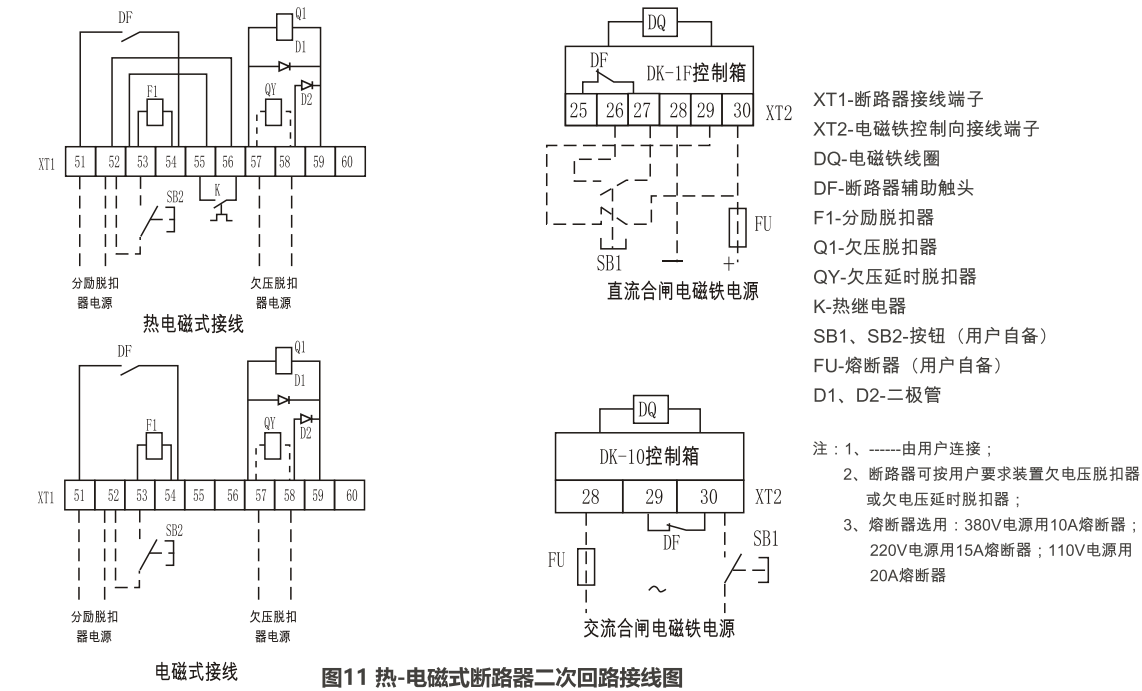 DF
Q1
D1
F1
QY
D2
XT1 51 52 53 54 55 56 57 58 59 60
K
SB2
分励脱扣
器电源
欠压脱扣
器电源
热电磁式接线
DF
Q1
D1
F1
QY
D2
XT1 51 52 53 54 55 56 57 58 59 60
SB2
分励脱扣
器电源
欠压脱扣
器电源
电磁式接线
DQ
DF
DK-1F控制箱
25 26 27 28 29 30 XT2
FU
SB1
+
直流合闸电磁铁电源
DQ
DK-10控制箱
28 29 30 XT2
DF
SB1
FU
~
交流合闸电磁铁电源
XT1-断路器接线端子
XT2-电磁铁控制向接线端子
DQ-电磁铁线圈
DF-断路器辅助触头
F1-分励脱扣器
Q1-欠压脱扣器
QY-欠压延时脱扣器
K-热继电器
SB1、SB2-按钮（用户自备）
FU-熔断器（用户自备）
D1、D2-二极管
注：1、------由用户连接；
2、断路器可按用户要求装置欠电压脱扣器
或欠电压延时脱扣器；
3、熔断器选用：380V电源用10A熔断器；
220V电源用15A熔断器；110V电源用
20A熔断器
图11 热-电磁式断路器二次回路接线图